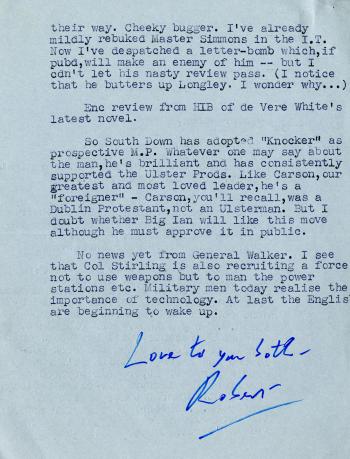 their way. Cheeky bugger. I've already
mildly rebuked Master Simmons in the I.T.
Now I've despatched a letter-bomb which,if
pubd,will make an enemy of him -- but I
cdn't let his nasty review pass. (I notice
that he butters up Longley. I wonder why...)
Enc review from HIB of de Vere White's
latest novel.
So South Down has adopted "Knocker" as
prospective M.P. Whatever one may say about
the man,he's brilliant and has consistently
supported the Ulster Prods. Like Carson,our
greatest and most loved leader,he's a
"foreigner" - Carson,you'll recall,was a
Dublin Protestant,not an Ulsterman. But I
doubt whether Big Ian will like this move
although he must approve it in public.
No news yet from General Walker. I see
that Col Stirling is also recruiting a force
not to use weapons but to man the power
stations etc. Military men today realise the
importance of technology. At last the Englis
are beginning to wake up.
Love to you both -
Robert